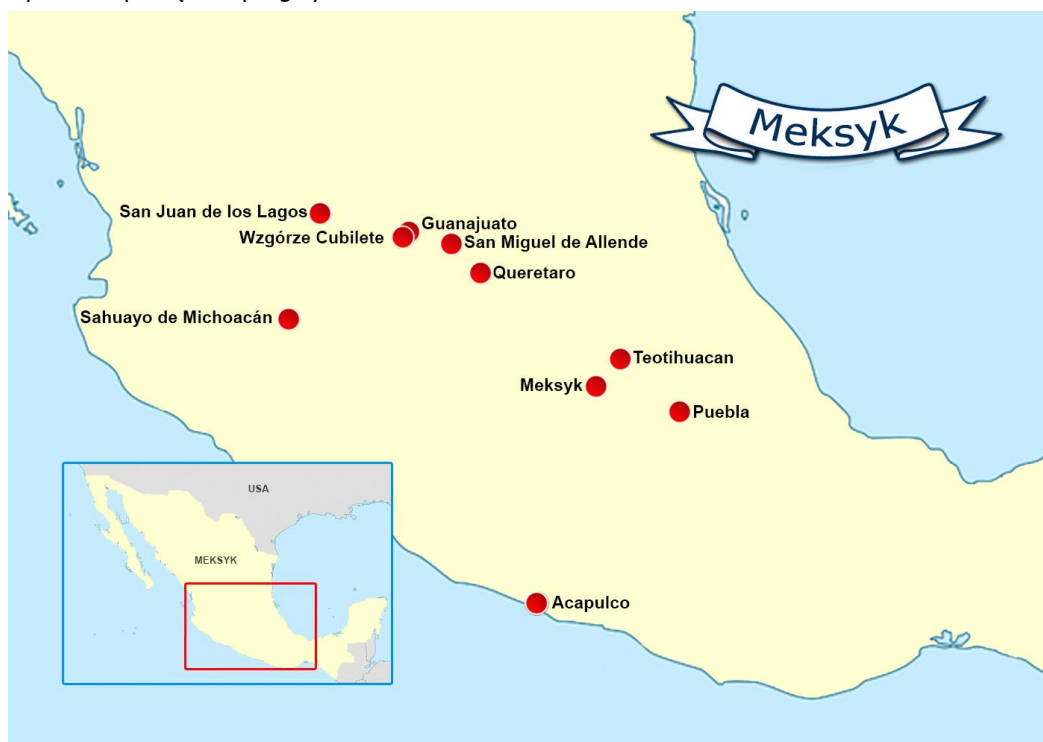 Meksyk
San Juan de los Lagos
Guanajuato
Wzgórze Cubilete
San Miguel de Allende
Queretaro
Sahuayo de Michoacán
Teotihuacan
Meksyk
Puebla
USA
MEKSYK
Acapulco